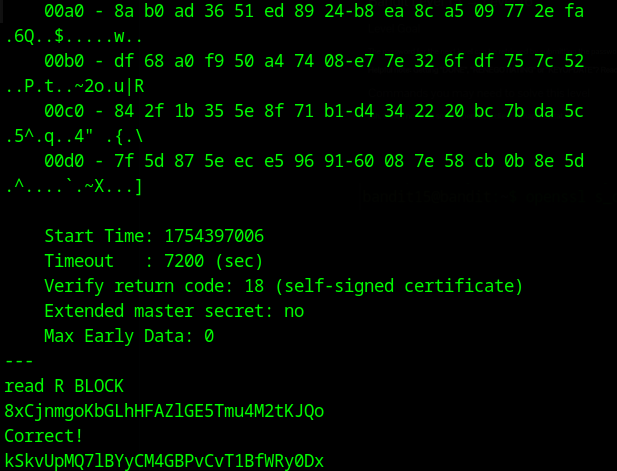 00a0 - 8a b0 ad 36 51 ed 89 24-b8 ea 8c a5 09 77 2e fa
.6Q..$.....w..
00b0 - df 68 a0 f9 50 a4 74 08-e7 7e 32 6f df 75 7c 52
..P.t..~2o.u|R
00c0 - 84 2f 1b 35 5e 8f 71 b1-d4 34 22 20 bc 7b da 5c
.5^.q..4" .{.\
00d0 - 7f 5d 87 5e ec e5 96 91-60 08 7e 58 cb 0b 8e 5d
.^....`.~X...]
Start Time: 1754397006
Timeout   : 7200 (sec)
Verify return code: 18 (self-signed certificate)
Extended master secret: no
Max Early Data: 0
---
read R BLOCK
8xCjnmgoKbGLhHFAZlGE5Tmu4M2tKJQo
Correct!
kSkvUpMQ7lBYyCM4GBPvCvT1BfWRy0Dx